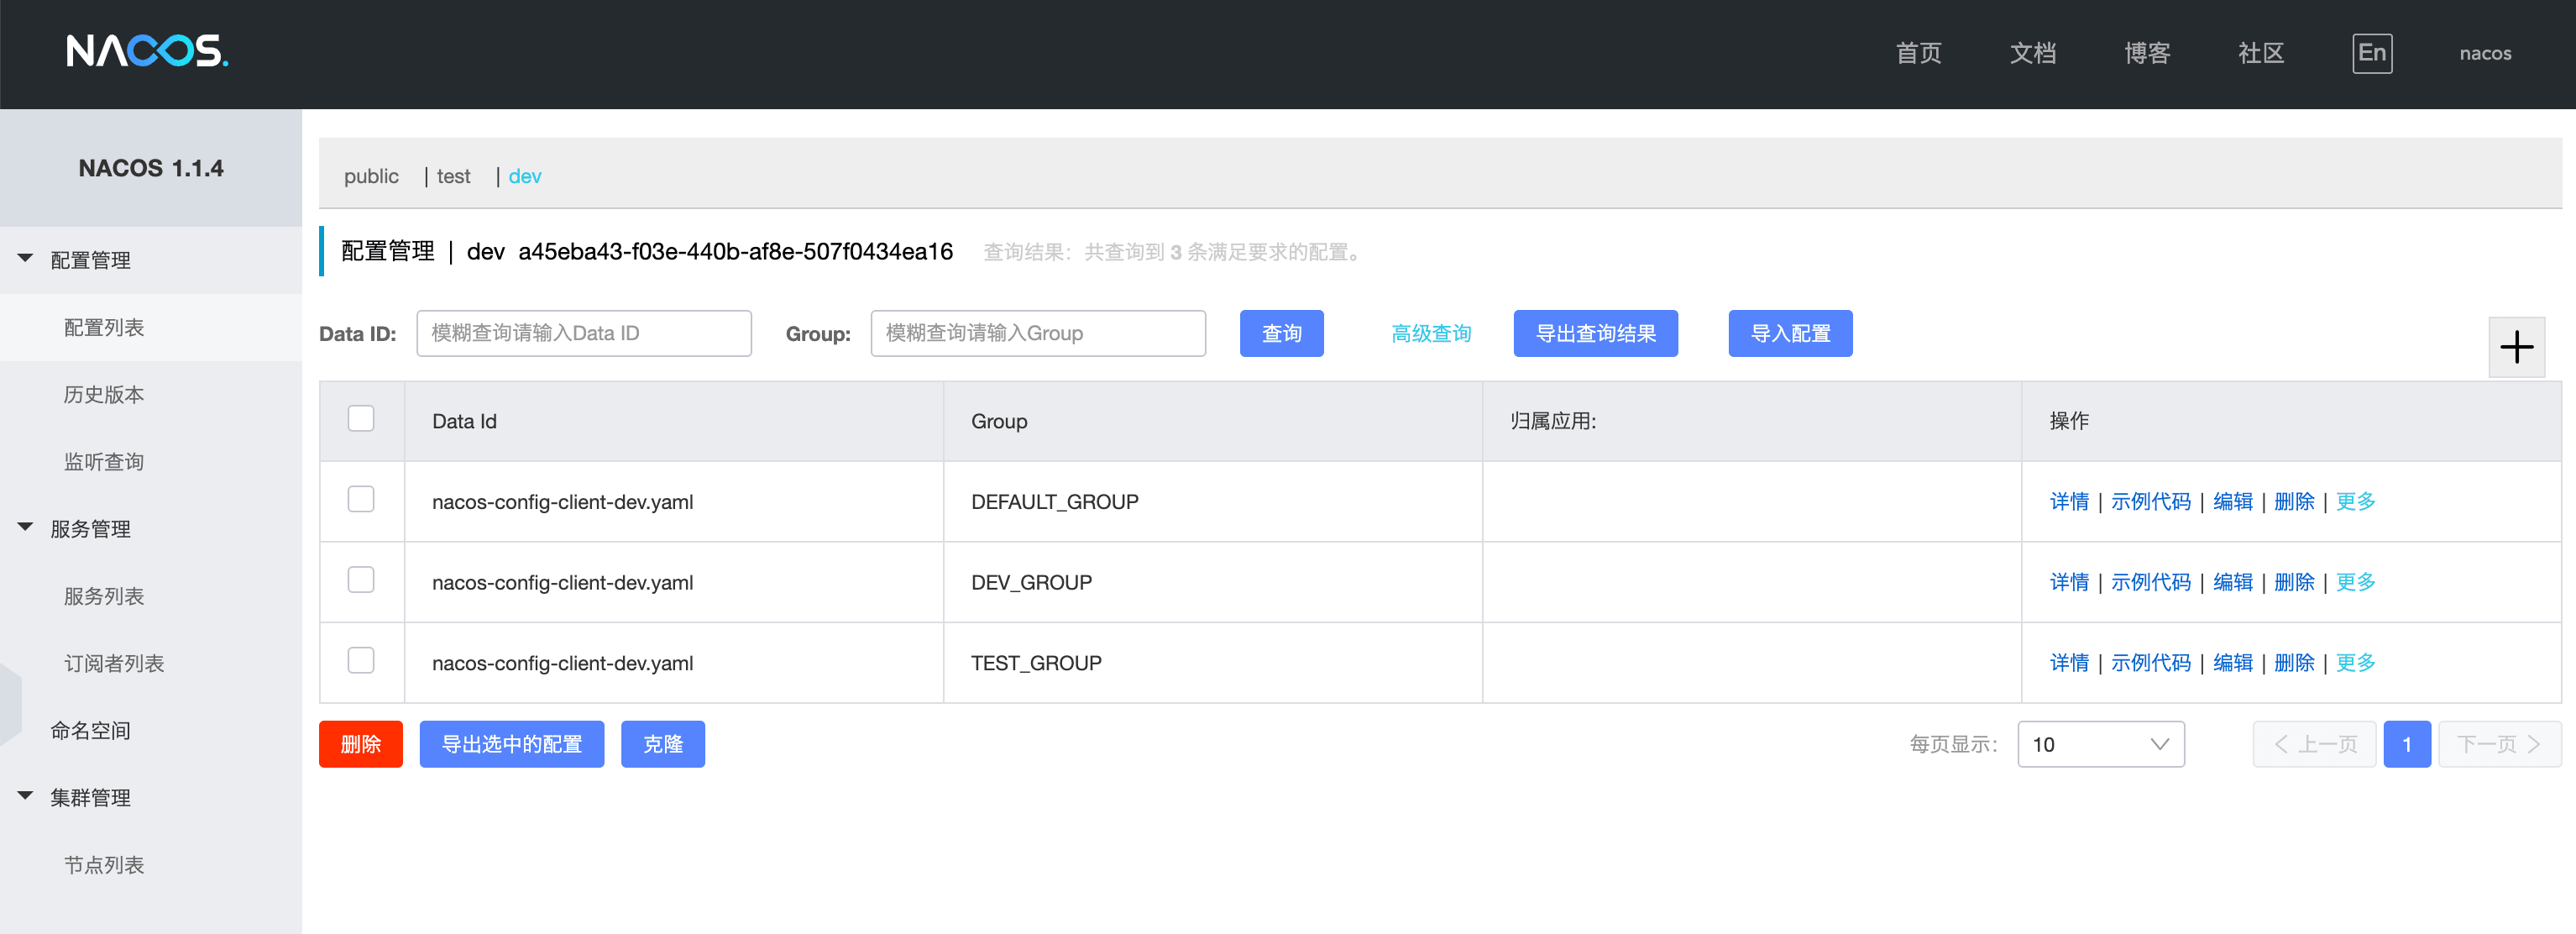 NACOS.
首页 文档 博客 社区 En nacos
NACOS 1.1.4
配置管理
配置列表
历史版本
监听查询
服务管理
服务列表
订阅者列表
命名空间
集群管理
节点列表
public | test | dev
配置管理 | dev a45eba43-f03e-440b-af8e-507f0434ea16 查询结果：共查询到 3 条满足要求的配置。
Data ID: 模糊查询请输入Data ID Group: 模糊查询请输入Group 查询 高级查询 导出查询结果 导入配置
Data Id Group 归属应用: 操作
nacos-config-client-dev.yaml DEFAULT_GROUP 详情 | 示例代码 | 编辑 | 删除 | 更多
nacos-config-client-dev.yaml DEV_GROUP 详情 | 示例代码 | 编辑 | 删除 | 更多
nacos-config-client-dev.yaml TEST_GROUP 详情 | 示例代码 | 编辑 | 删除 | 更多
删除 导出选中的配置 克隆 每页显示： 10 上一页 1 下一页